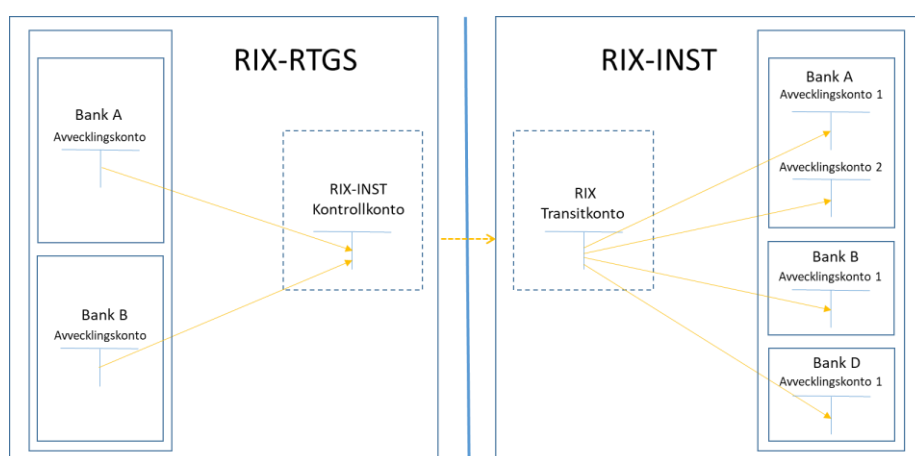 RIX-RTGS
Bank A
Avvecklingskonto
RIX-INST
Kontrollkonto
Bank B
Avvecklingskonto
RIX-INST
RIX
Transitkonto
Bank A
Avvecklingskonto 1
Avvecklingskonto 2
Bank B
Avvecklingskonto 1
Bank D
Avvecklingskonto 1